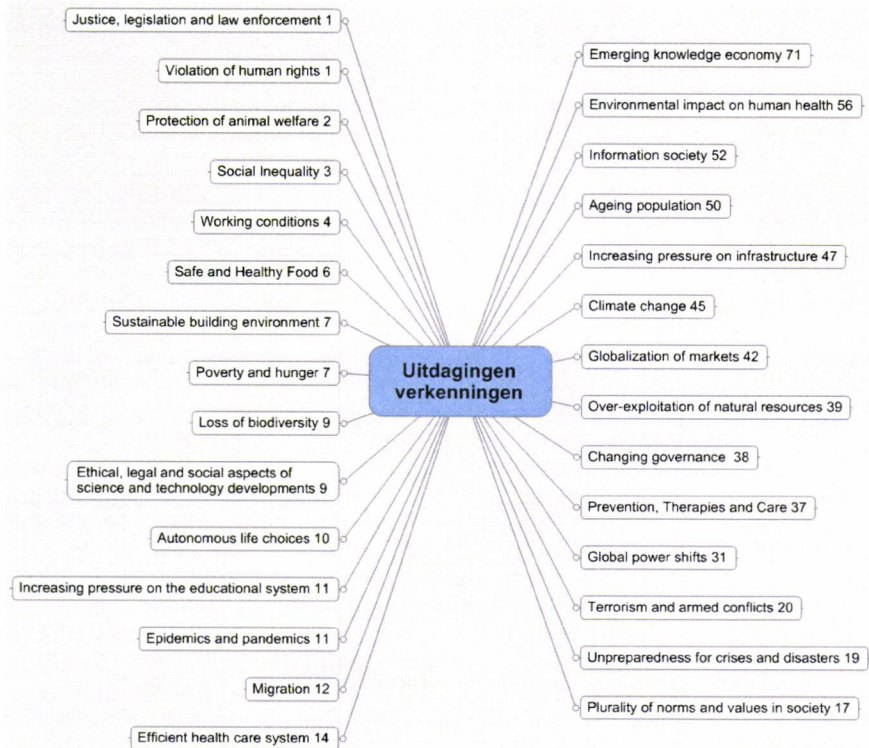 Justice, legislation and law enforcement 1
Violation of human rights 1
Protection of animal welfare 2
Social Inequality 3
Working conditions 4
Safe and Healthy Food 6
Sustainable building environment 7
Poverty and hunger 7
Loss of biodiversity 9
Ethical, legal and social aspects of
science and technology developments 9
Autonomous life choices 10
Increasing pressure on the educational system 11
Epidemics and pandemics 11
Migration 12
Efficient health care system 14
Uitdagingen
verkenningen
Emerging knowledge economy 71
Environmental impact on human health 56
Information society 52
Ageing population 50
Increasing pressure on infrastructure 47
Climate change 45
Globalization of markets 42
Over-exploitation of natural resources 39
Changing governance 38
Prevention, Therapies and Care 37
Global power shifts 31
Terrorism and armed conflicts 20
Unpreparedness for crises and disasters 19
Plurality of norms and values in society 17